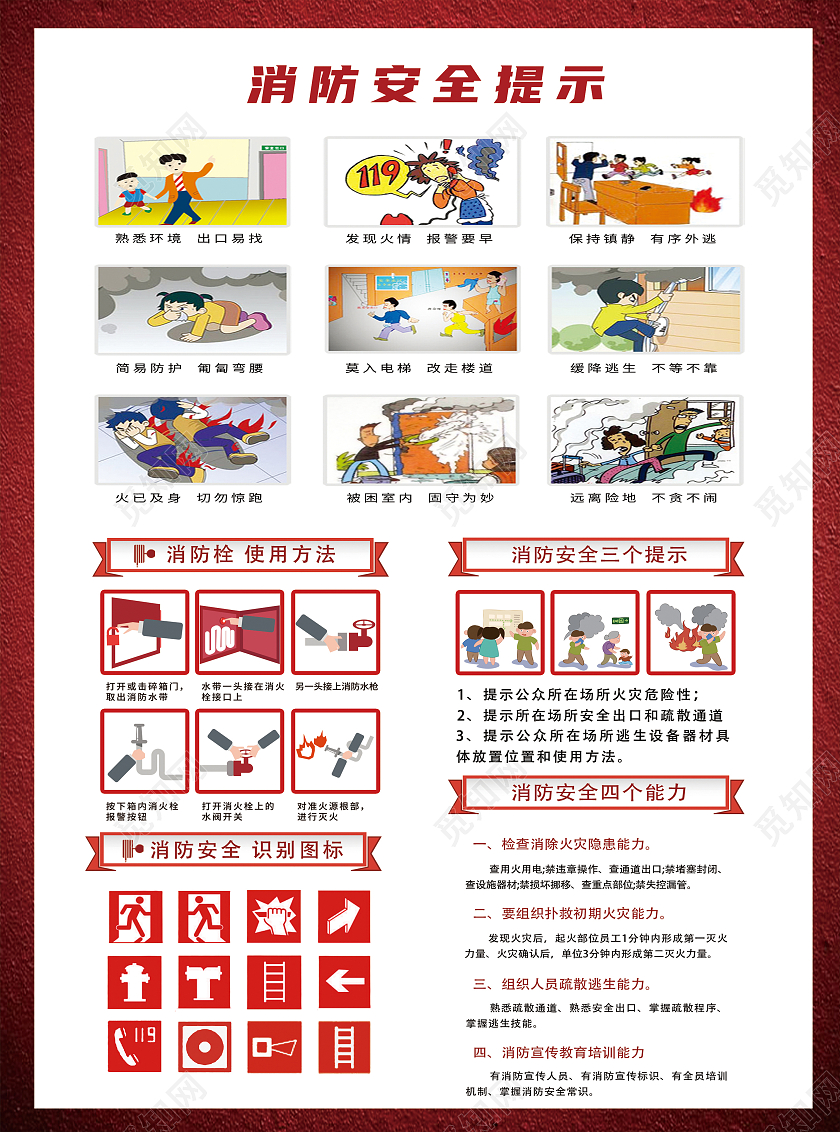 消防安全提示
安全出口
119
熟悉环境 出口易找
发现火情 报警要早
保持镇静 有序外逃
简易防护 匍匐弯腰
莫入电梯 改走楼道
缓降逃生 不等不靠
火已及身 切勿惊跑
被困室内 固守为妙
远离险地 不贪不闹
消防栓 使用方法
打开或击碎箱门，
取出消防水带
水带一头接在消火
栓接口上
另一头接上消防水枪
按下箱内消火栓
报警按钮
打开消火栓上的
水阀开关
对准火源根部，
进行灭火
消防安全 识别图标
119
消防安全三个提示
1、提示公众所在场所火灾危险性；
2、提示所在场所安全出口和疏散通道
3、提示公众所在场所逃生设备器材具
体放置位置和使用方法。
消防安全四个能力
一、检查消除火灾隐患能力。
查用火用电;禁违章操作、查通道出口;禁堵塞封闭、
查设施器材;禁损坏挪移、查重点部位;禁失控漏管。
二、要组织扑救初期火灾能力。
发现火灾后，起火部位员工1分钟内形成第一灭火
力量、火灾确认后，单位3分钟内形成第二灭火力量。
三、组织人员疏散逃生能力。
熟悉疏散通道、熟悉安全出口、掌握疏散程序、
掌握逃生技能。
四、消防宣传教育培训能力
有消防宣传人员、有消防宣传标识、有全员培训
机制、掌握消防安全常识。
觅知网